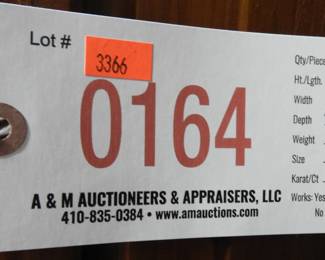 Lot #
3366
0164
A & M AUCTIONEERS & APPRAISERS, LLC
410-835-0384 • www.amauctions.com
Qty/Piece
Ht./Lgth.
Width
Depth
Weight
Size
Karat/Ct
Works: Yes
No